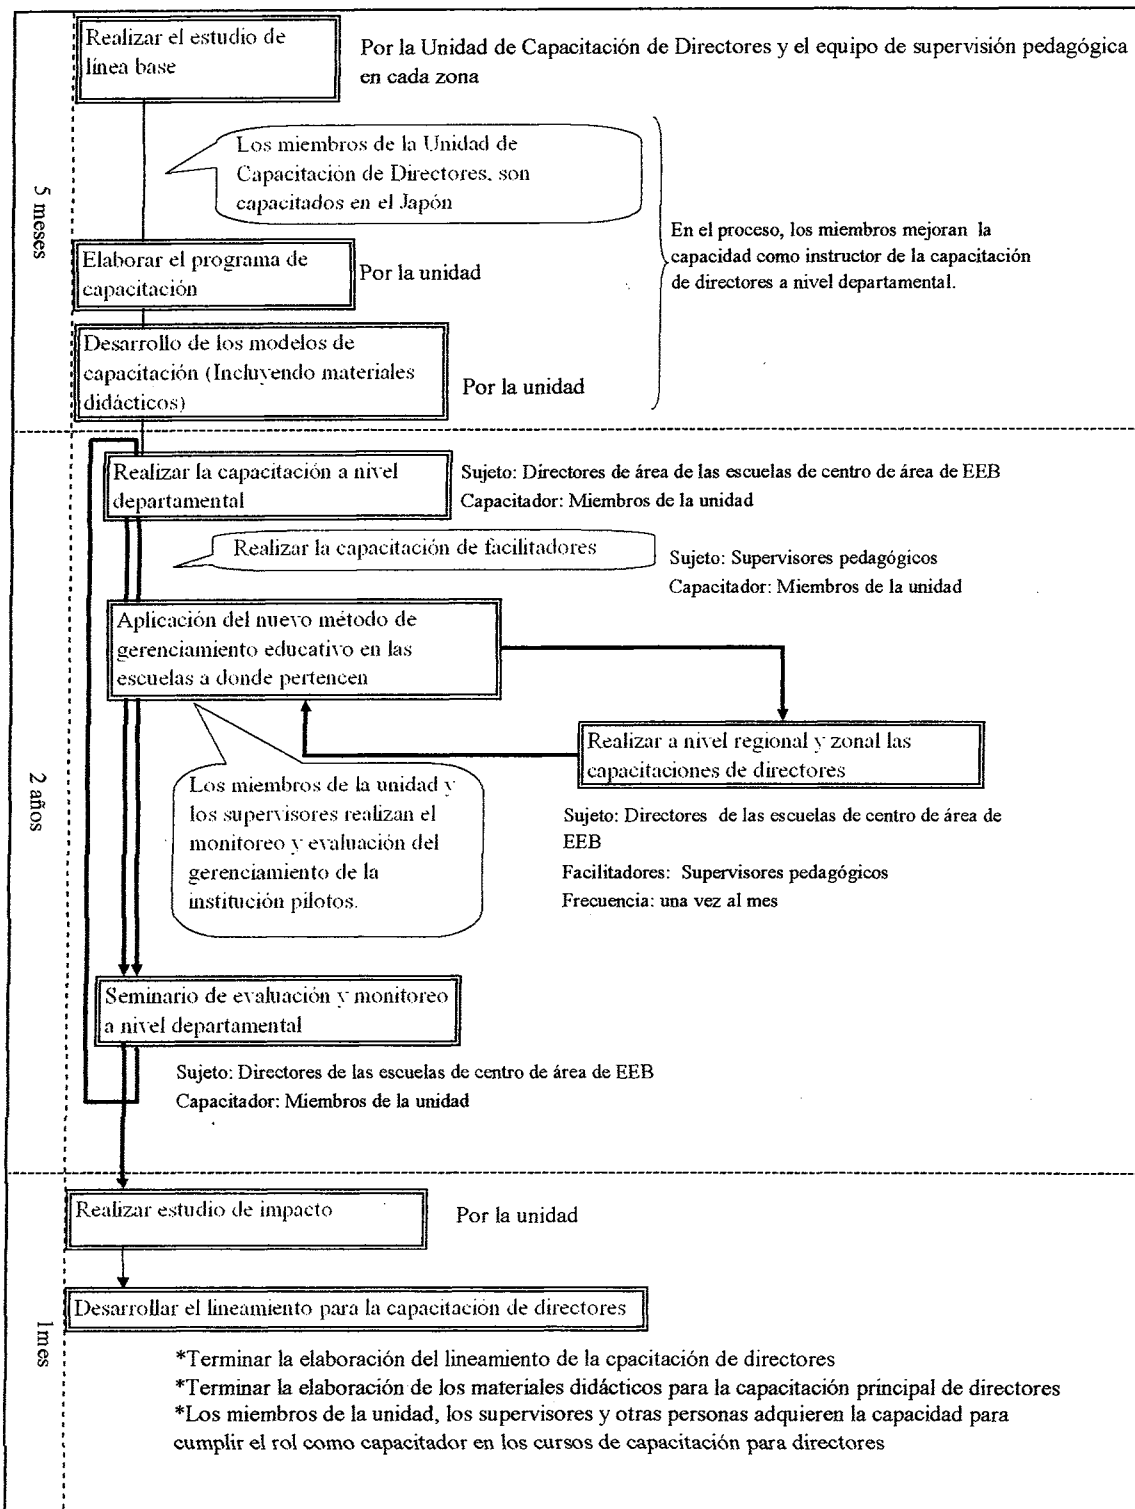 Realizar el estudio de
línea base
Por la Unidad de Capacitación de Directores y el equipo de supervisión pedagógica
en cada zona
Los miembros de la Unidad de
Capacitación de Directores, son
capacitados en el Japón
5 meses
En el proceso, los miembros mejoran la
capacidad como instructor de la capacitación
de directores a nivel departamental.
Elaborar el programa de
capacitación
Por la unidad
Desarrollo de los modelos de
capacitación (Incluyendo materiales
didácticos)
Por la unidad
Realizar la capacitación a nivel
departamental
Sujeto: Directores de área de las escuelas de centro de área de EEB
Capacitador: Miembros de la unidad
Realizar la capacitación de facilitadores
Sujeto: Supervisores pedagógicos
Capacitador: Miembros de la unidad
Aplicación del nuevo método de
gerenciamiento educativo en las
escuelas a donde pertencen
Realizar a nivel regional y zonal las
capacitaciones de directores
2 años
Los miembros de la unidad y
los supervisores realizan el
monitoreo y evaluación del
gerenciamiento de la
institución pilotos.
Sujeto: Directores de las escuelas de centro de área de
EEB
Facilitadores: Supervisores pedagógicos
Frecuencia: una vez al mes
Seminario de evaluación y monitoreo
a nivel departamental
Sujeto: Directores de las escuelas de centro de área de EEB
Capacitador: Miembros de la unidad
Realizar estudio de impacto
Por la unidad
Desarrollar el lineamiento para la capacitación de directores
1mes
*Terminar la elaboración del lineamiento de la cpacitación de directores
*Terminar la elaboración de los materiales didácticos para la capacitación principal de directores
*Los miembros de la unidad, los supervisores y otras personas adquieren la capacidad para
cumplir el rol como capacitador en los cursos de capacitación para directores